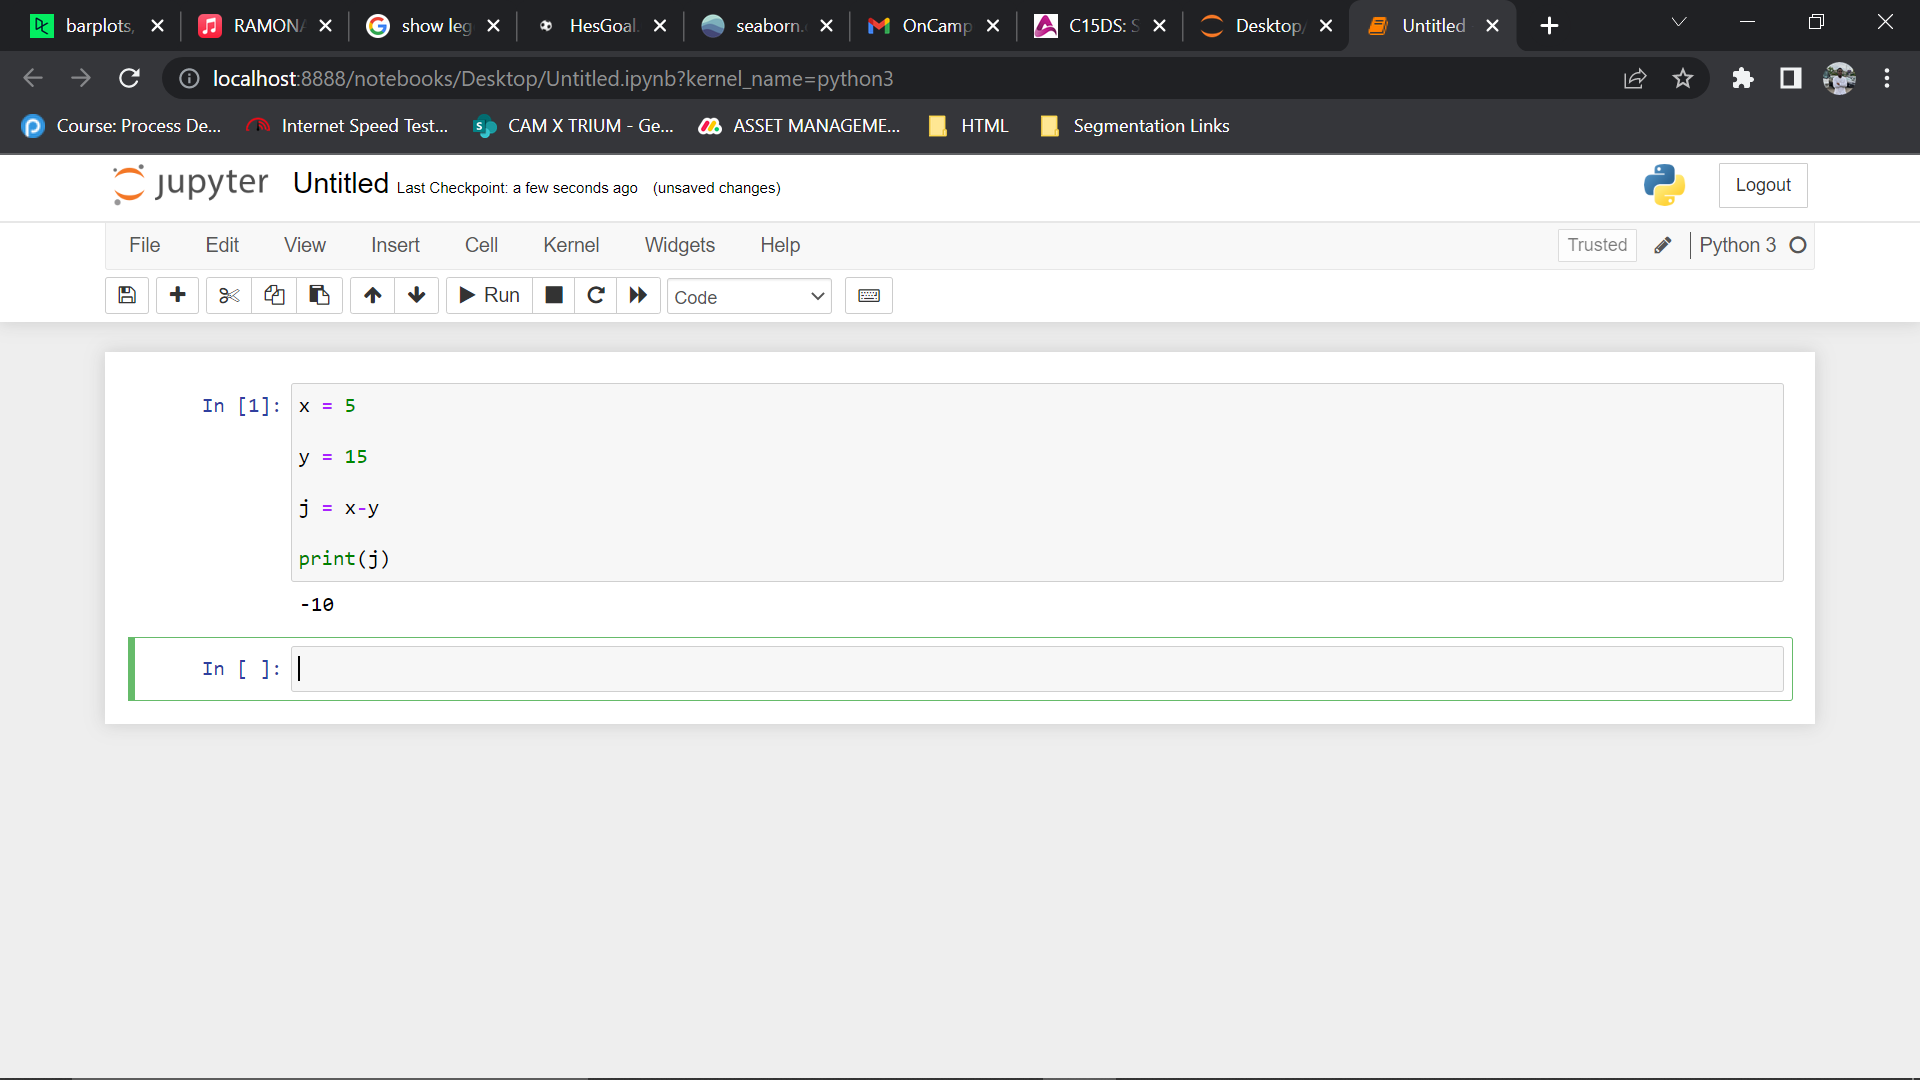 barplots, RAMONA show leg HesGoal. seaborn. OnCamp C15DS: S Desktop/ Untitled
localhost:8888/notebooks/Desktop/Untitled.ipynb?kernel_name=python3
Course: Process De... Internet Speed Test... CAM X TRIUM - Ge... ASSET MANAGEME... HTML Segmentation Links
jupyter Untitled Last Checkpoint: a few seconds ago (unsaved changes) Logout
File Edit View Insert Cell Kernel Widgets Help Trusted Python 3
Run Code
In [1]: x = 5
y = 15
j = x-y
print(j)
-10
In [ ]: